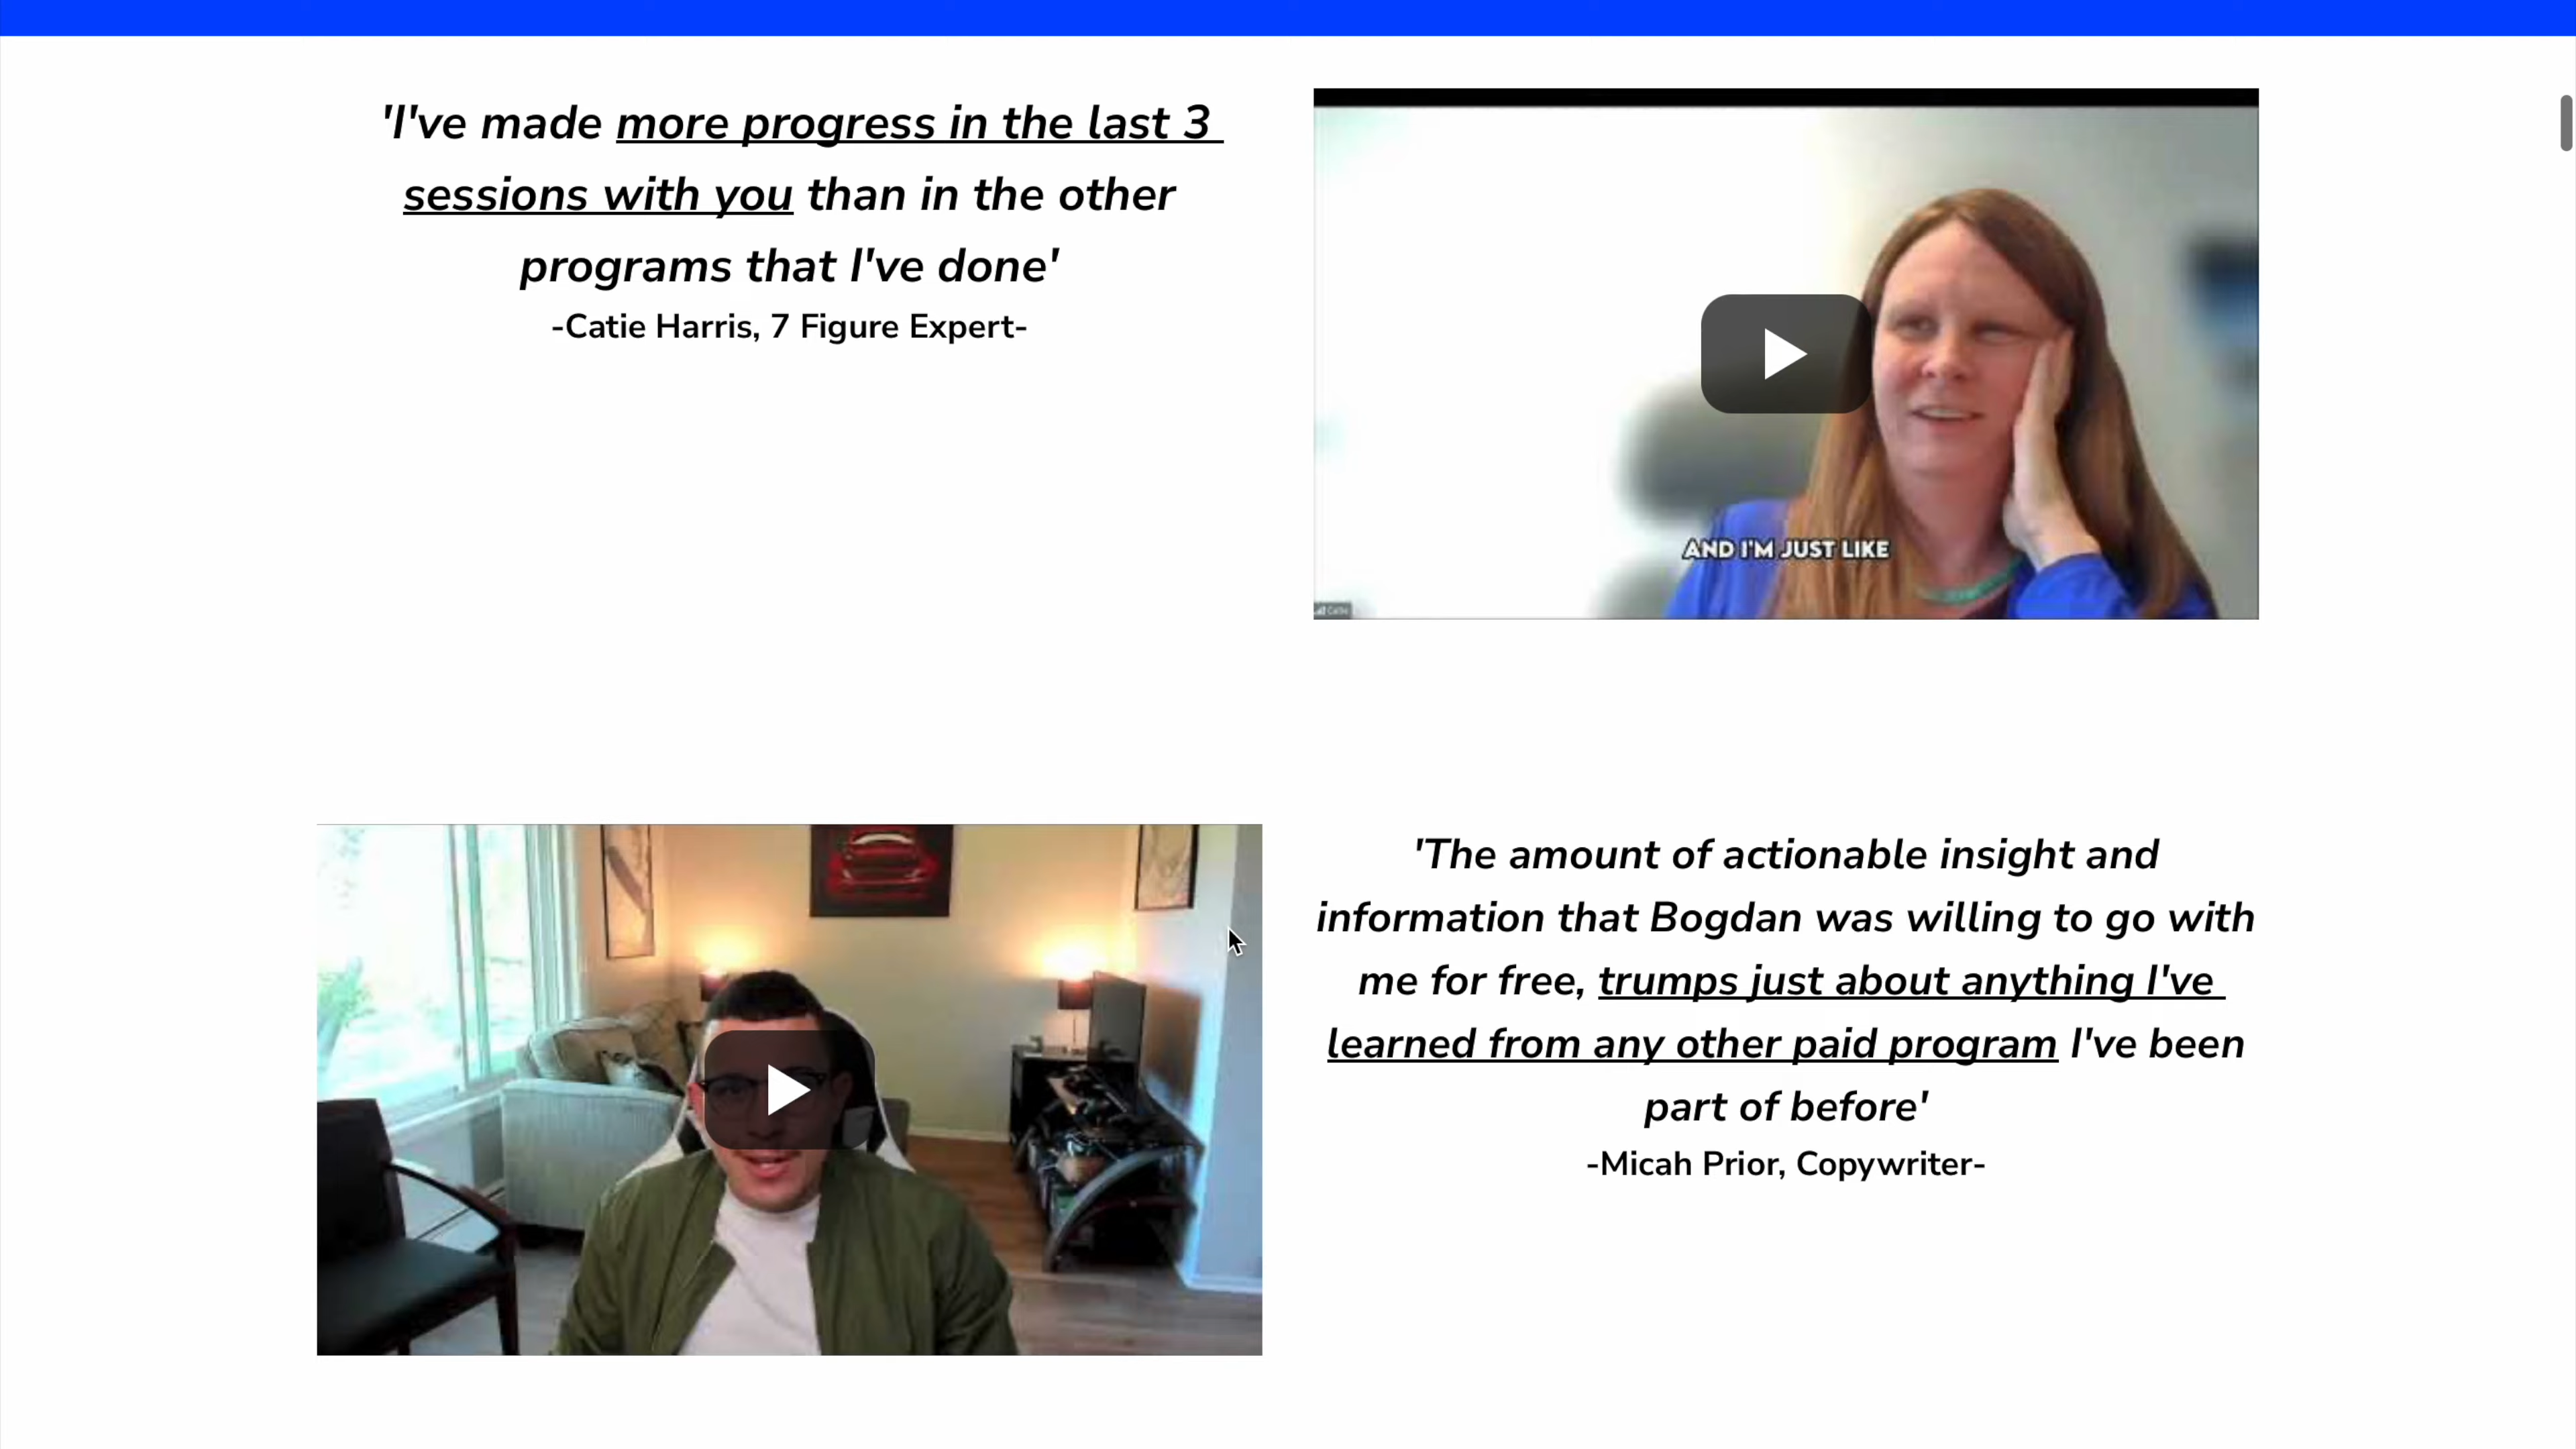 'I've made more progress in the last 3
sessions with you than in the other
programs that I've done'
-Catie Harris, 7 Figure Expert-
AND I'M JUST LIKE
Catie
'The amount of actionable insight and
information that Bogdan was willing to go with
me for free, trumps just about anything I've
learned from any other paid program I've been
part of before'
-Micah Prior, Copywriter-